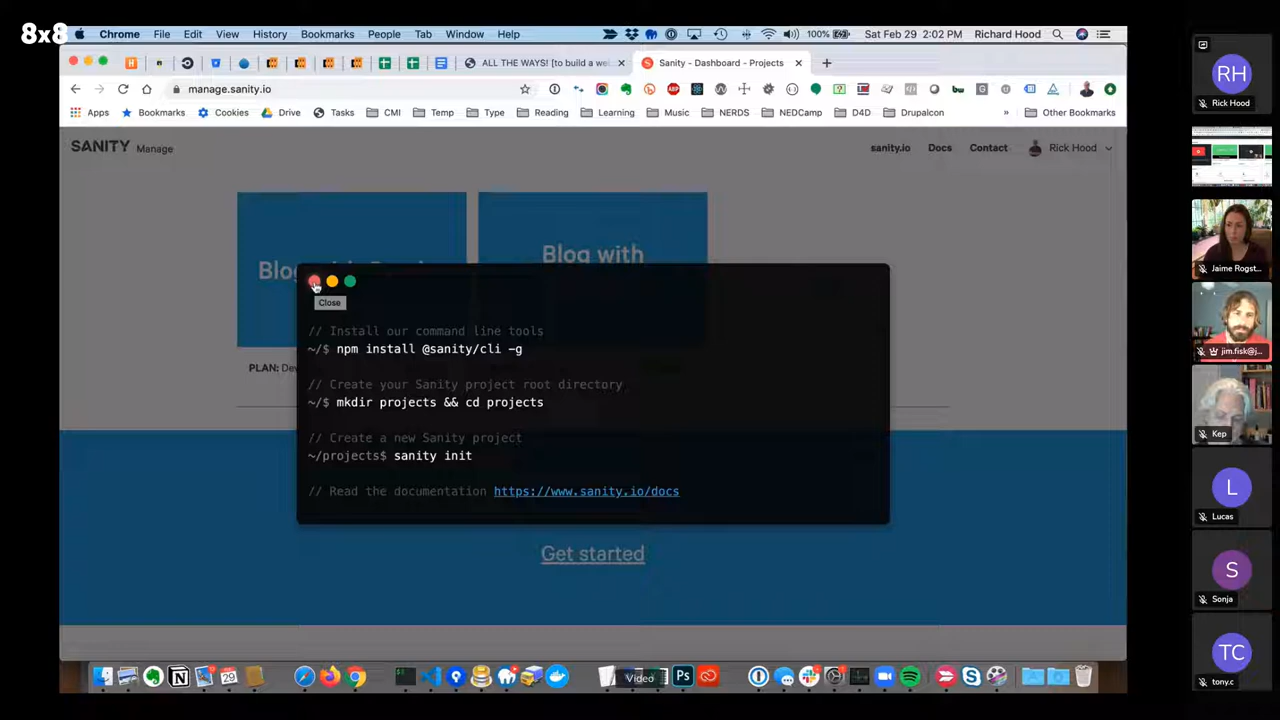 8x8
Chrome File Edit View History Bookmarks People Tab Window Help 100% Sat Feb 29 2:02 PM Richard Hood
ALL THE WAYS! [to build a we
Sanity - Dashboard - Projects
manage.sanity.io
Apps Bookmarks Cookies Drive Tasks CMI Temp Type Reading Learning Music NERDS NEDCamp D4D Drupalcon » Other Bookmarks
SANITY Manage sanity.io Docs Contact Rick Hood
Blog with
Close
// Install our command line tools
~/$ npm install @sanity/cli -g
// Create your Sanity project root directory
~/$ mkdir projects && cd projects
// Create a new Sanity project
~/projects$ sanity init
// Read the documentation https://www.sanity.io/docs
PLAN:
Get started
29
Video
Ps
RH
Rick Hood
Jaime Rogst...
jim.fisk@j...
Kep
L
Lucas
S
Sonja
TC
tony.c